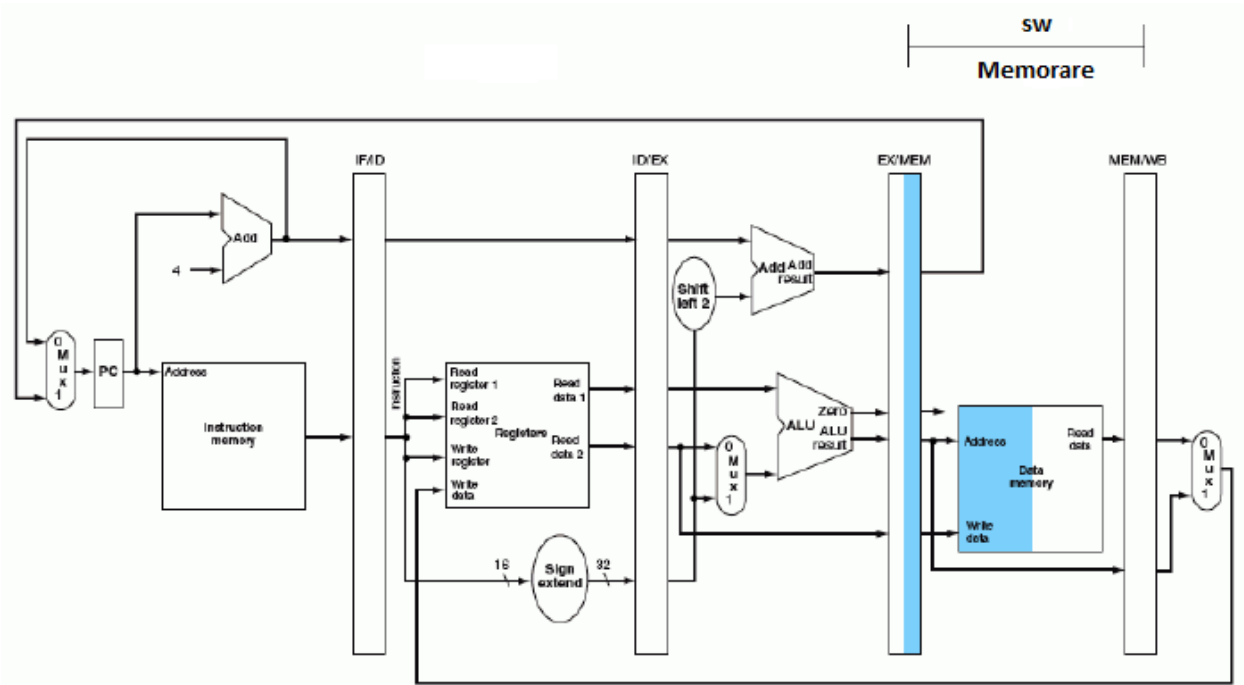 sw
Memorare
IF/ID
ID/EX
EX/MEM
MEM/WB
Add
4
Shift
left 2
Add
Add
result
0
M
u
x
1
PC
Address
Instruction
memory
Instruction
Read
register 1
Read
register 2
Write
register
Write
data
Registers
Read
data 1
Read
data 2
0
M
u
x
1
ALU
Zero
ALU
result
Address
Write
data
Data
memory
Read
data
0
M
u
x
1
16
Sign
extend
32